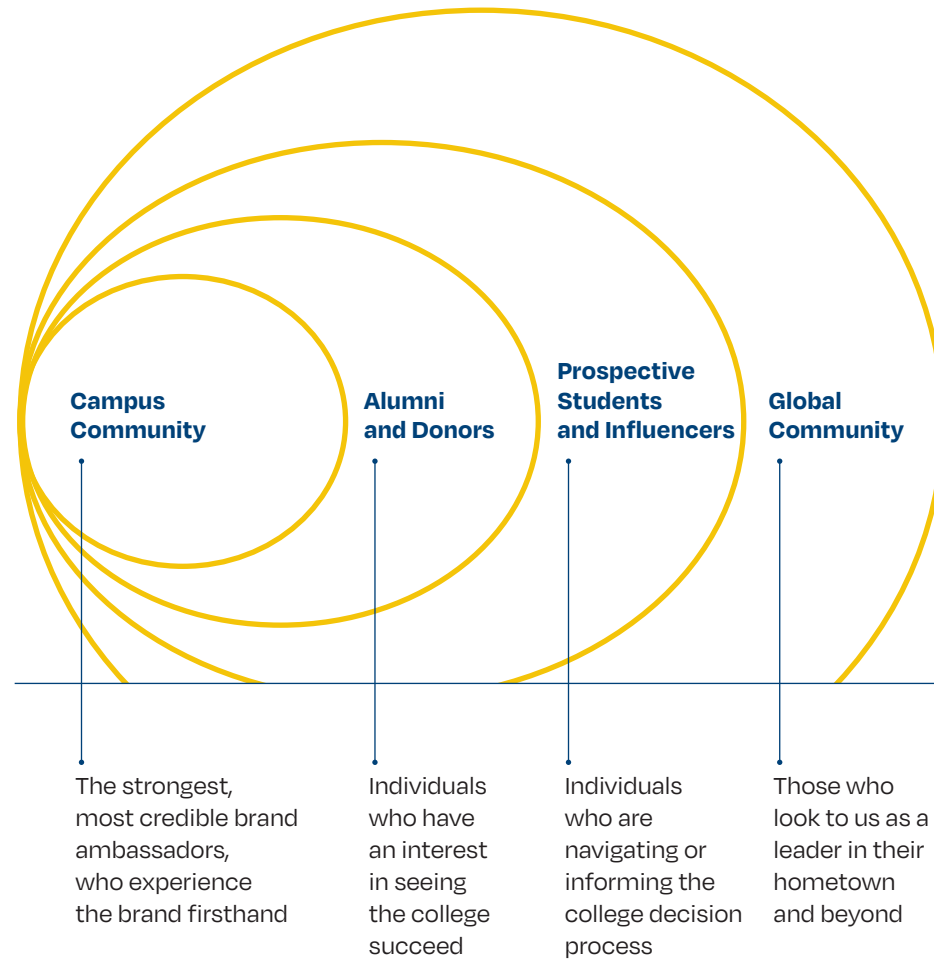 Campus
Community
Alumni
and Donors
Prospective
Students
and Influencers
Global
Community
The strongest,
most credible brand
ambassadors,
who experience
the brand firsthand
Individuals
who have
an interest
in seeing
the college
succeed
Individuals
who are
navigating or
informing the
college decision
process
Those who
look to us as a
leader in their
hometown
and beyond